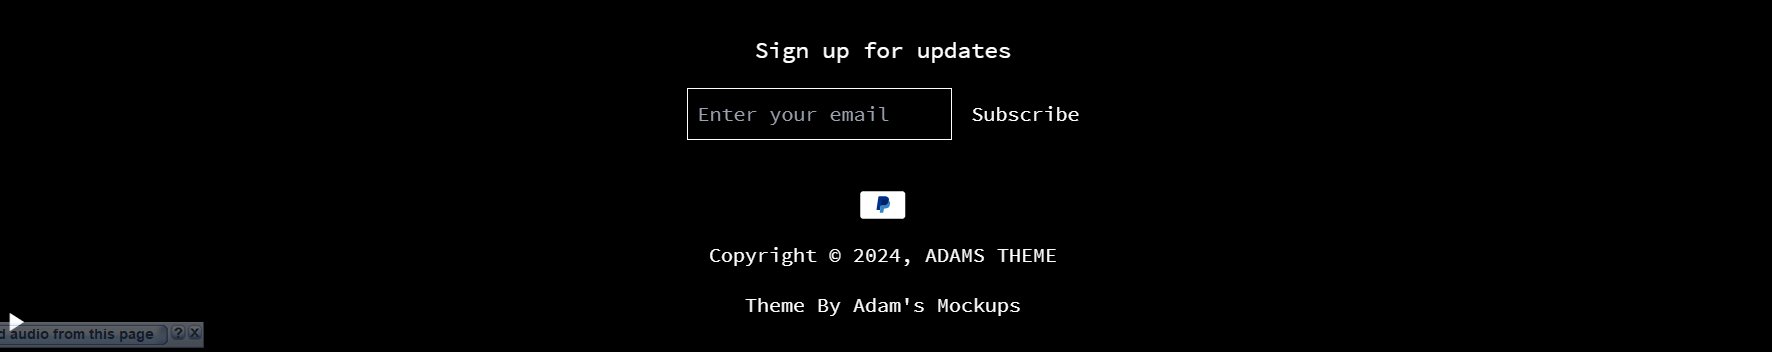 Sign up for updates
Enter your email
Subscribe
Copyright © 2024, ADAMS THEME
Theme By Adam's Mockups
audio from this page ? X